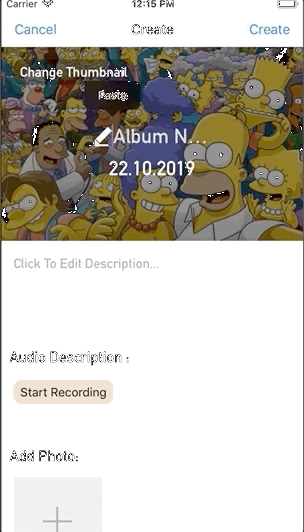 Carrier 12:15 PM
Cancel Create Create
Change Thumbnail
Album N...
22.10.2019
Click To Edit Description...
Audio Description :
Start Recording
Add Photo: